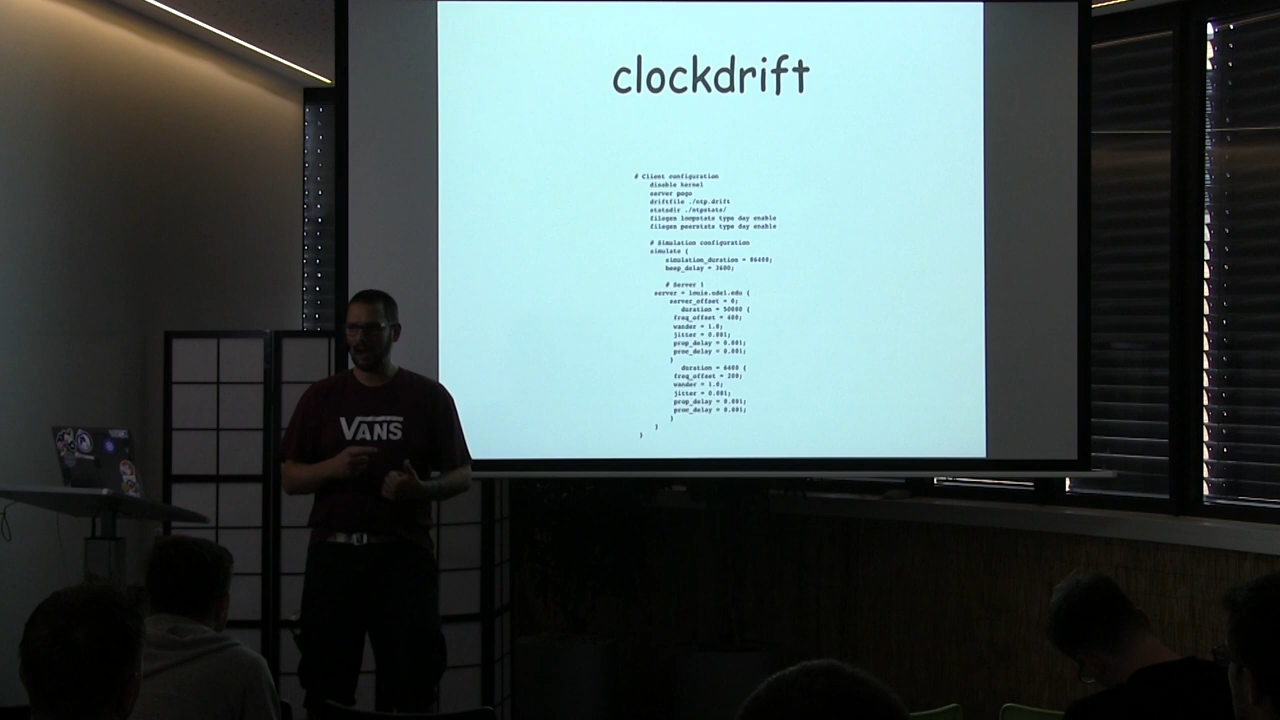 clockdrift
# Client configuration
disable kernel
server pogo
driftfile ./ntp.drift
statsdir ./ntpstats/
filegen loopstats type day enable
filegen peerstats type day enable
# Simulation configuration
simulate {
simulation_duration = 86400;
beep_delay = 3600;
# Server 1
server = louie.udel.edu {
server_offset = 0;
duration = 50000 {
freq_offset = 400;
wander = 1.0;
jitter = 0.001;
prop_delay = 0.001;
proc_delay = 0.001;
}
duration = 6400 {
freq_offset = 200;
wander = 1.0;
jitter = 0.001;
prop_delay = 0.001;
proc_delay = 0.001;
}
}
}
VANS